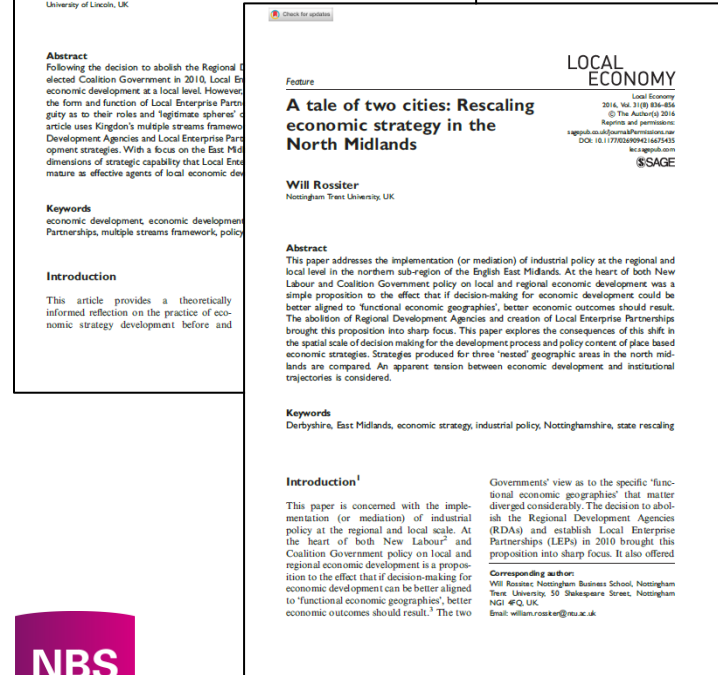 University of Lincoln, UK
Abstract
Following the decision to abolish the Regional
elected Coalition Government in 2010, Local
economic development at a local level. However,
the form and function of Local Enterprise
guity as to their roles and ‘legitimate spheres’
article uses Kingdon’s multiple streams
Development Agencies and Local Enterprise
opment strategies. With a focus on the East
dimensions of strategic capability that Local
mature as effective agents of local economic
Keywords
economic development, economic development
Partnerships, multiple streams framework, policy
Introduction
This article provides a theoretically
informed reflection on the practice of eco-
nomic strategy development before and
Check for updates
Feature
LOCAL
ECONOMY
A tale of two cities: Rescaling
economic strategy in the
North Midlands
Local Economy
2016, Vol. 31(8) 836–856
© The Author(s) 2016
Reprints and permissions:
sagepub.co.uk/journalsPermissions.nav
DOI: 10.1177/0269094216675435
lec.sagepub.com
SAGE
Will Rossiter
Nottingham Trent University, UK
Abstract
This paper addresses the implementation (or mediation) of industrial policy at the regional and
local level in the northern sub-region of the English East Midlands. At the heart of both New
Labour and Coalition Government policy on local and regional economic development was a
simple proposition to the effect that if decision-making for economic development could be
better aligned to ‘functional economic geographies’, better economic outcomes should result.
The abolition of Regional Development Agencies and creation of Local Enterprise Partnerships
brought this proposition into sharp focus. This paper explores the consequences of this shift in
the spatial scale of decision making for the development process and policy content of place based
economic strategies. Strategies produced for three ‘nested’ geographic areas in the north mid-
lands are compared. An apparent tension between economic development and institutional
trajectories is considered.
Keywords
Derbyshire, East Midlands, economic strategy, industrial policy, Nottinghamshire, state rescaling
Introduction1
This paper is concerned with the imple-
mentation (or mediation) of industrial
policy at the regional and local scale. At
the heart of both New Labour2 and
Coalition Government policy on local and
regional economic development is a propos-
ition to the effect that if decision-making for
economic development can be better aligned
to ‘functional economic geographies’, better
economic outcomes should result.3 The two
Governments’ view as to the specific ‘func-
tional economic geographies’ that matter
diverged considerably. The decision to abol-
ish the Regional Development Agencies
(RDAs) and establish Local Enterprise
Partnerships (LEPs) in 2010 brought this
proposition into sharp focus. It also offered
Corresponding author:
Will Rossiter, Nottingham Business School, Nottingham
Trent University, 50 Shakespeare Street, Nottingham
NG1 4FQ, UK.
Email: william.rossiter@ntu.ac.uk
NBS